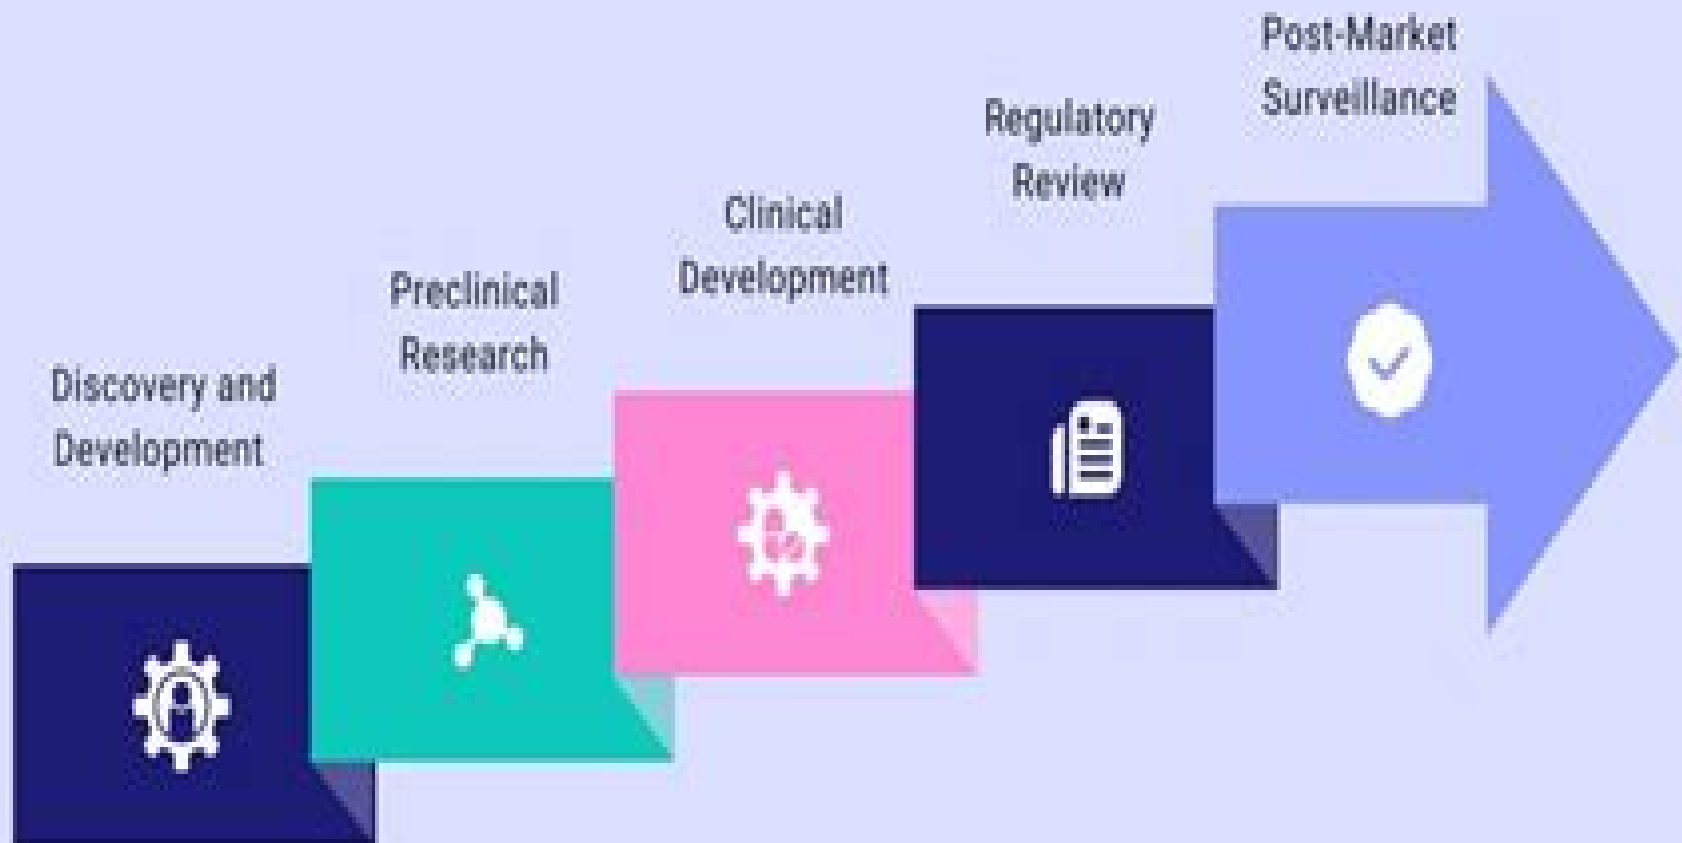 Discovery and
Development
Preclinical
Research
Clinical
Development
Regulatory
Review
Post-Market
Surveillance